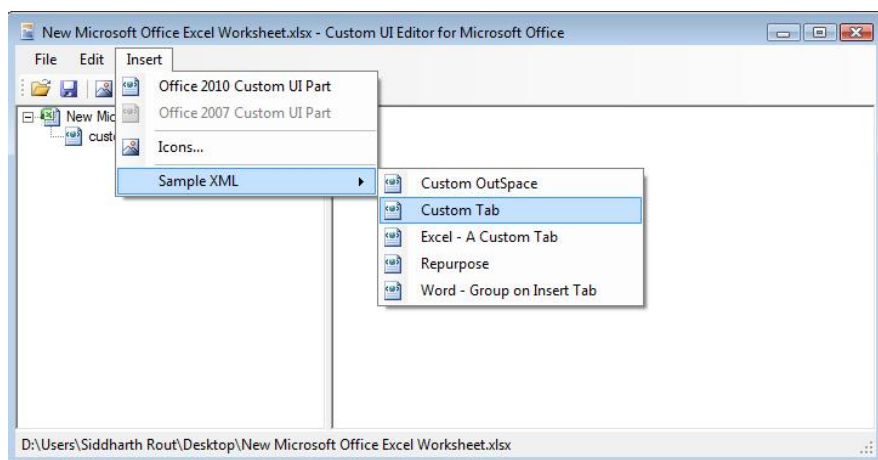 New Microsoft Office Excel Worksheet.xlsx - Custom UI Editor for Microsoft Office
File Edit Insert
Office 2010 Custom UI Part
New Mic
Office 2007 Custom UI Part
cust
Icons...
Sample XML
Custom OutSpace
Custom Tab
Excel - A Custom Tab
Repurpose
Word - Group on Insert Tab
D:\Users\Siddharth Rout\Desktop\New Microsoft Office Excel Worksheet.xlsx